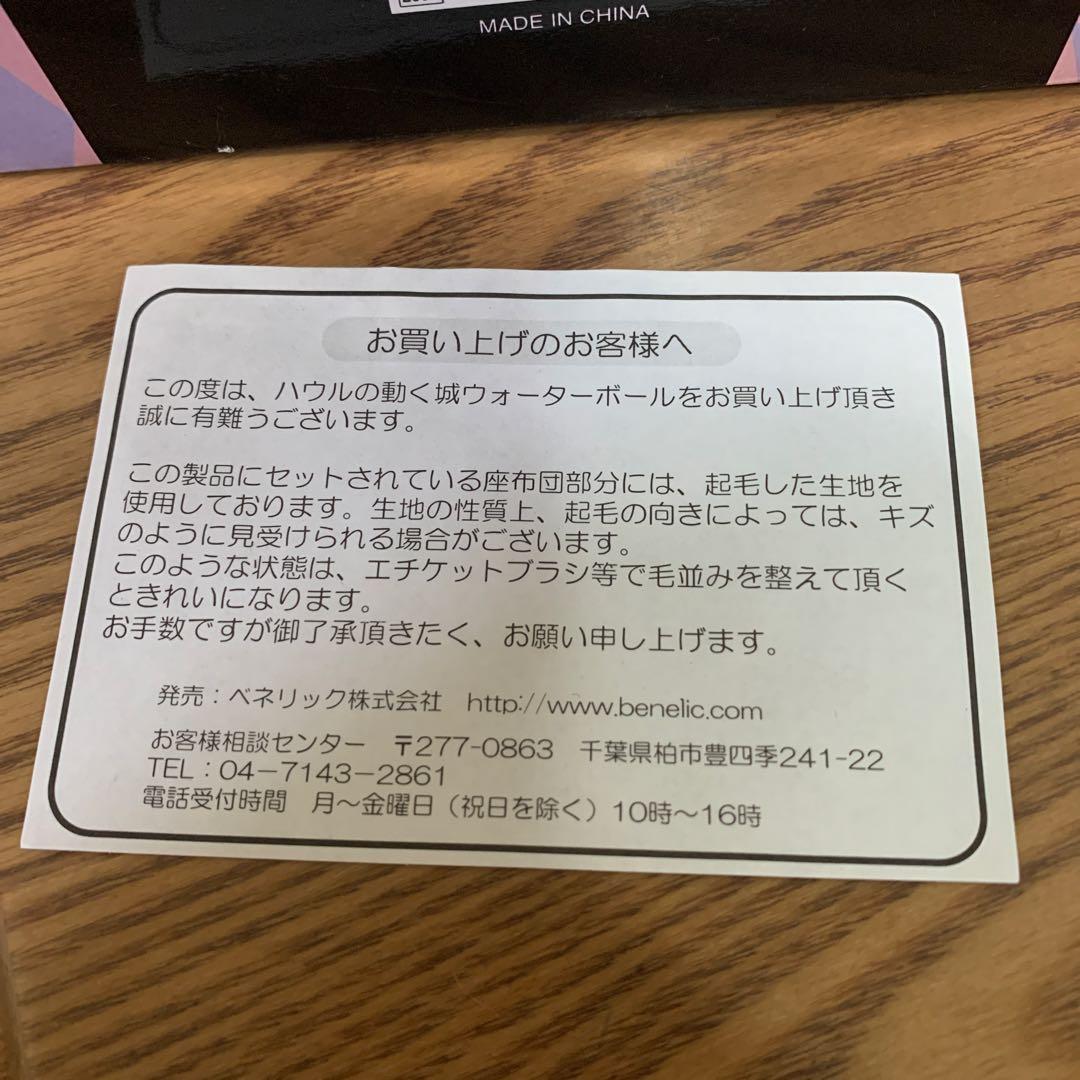 MADE IN CHINA
お買い上げのお客様へ
この度は、ハウルの動く城ウォーターボールをお買い上げ頂き
誠に有難うございます。
この製品にセットされている座布団部分には、起毛した生地を
使用しております。生地の性質上、起毛の向きによっては、キズ
のように見受けられる場合がございます。
このような状態は、エチケットブラシ等で毛並みを整えて頂く
ときれいになります。
お手数ですが御了承頂きたく、お願い申し上げます。
発売：ベネリック株式会社 http://www.benelic.com
お客様相談センター 〒277-0863 千葉県柏市豊四季241-22
TEL：04-7143-2861
電話受付時間 月～金曜日（祝日を除く）10時～16時